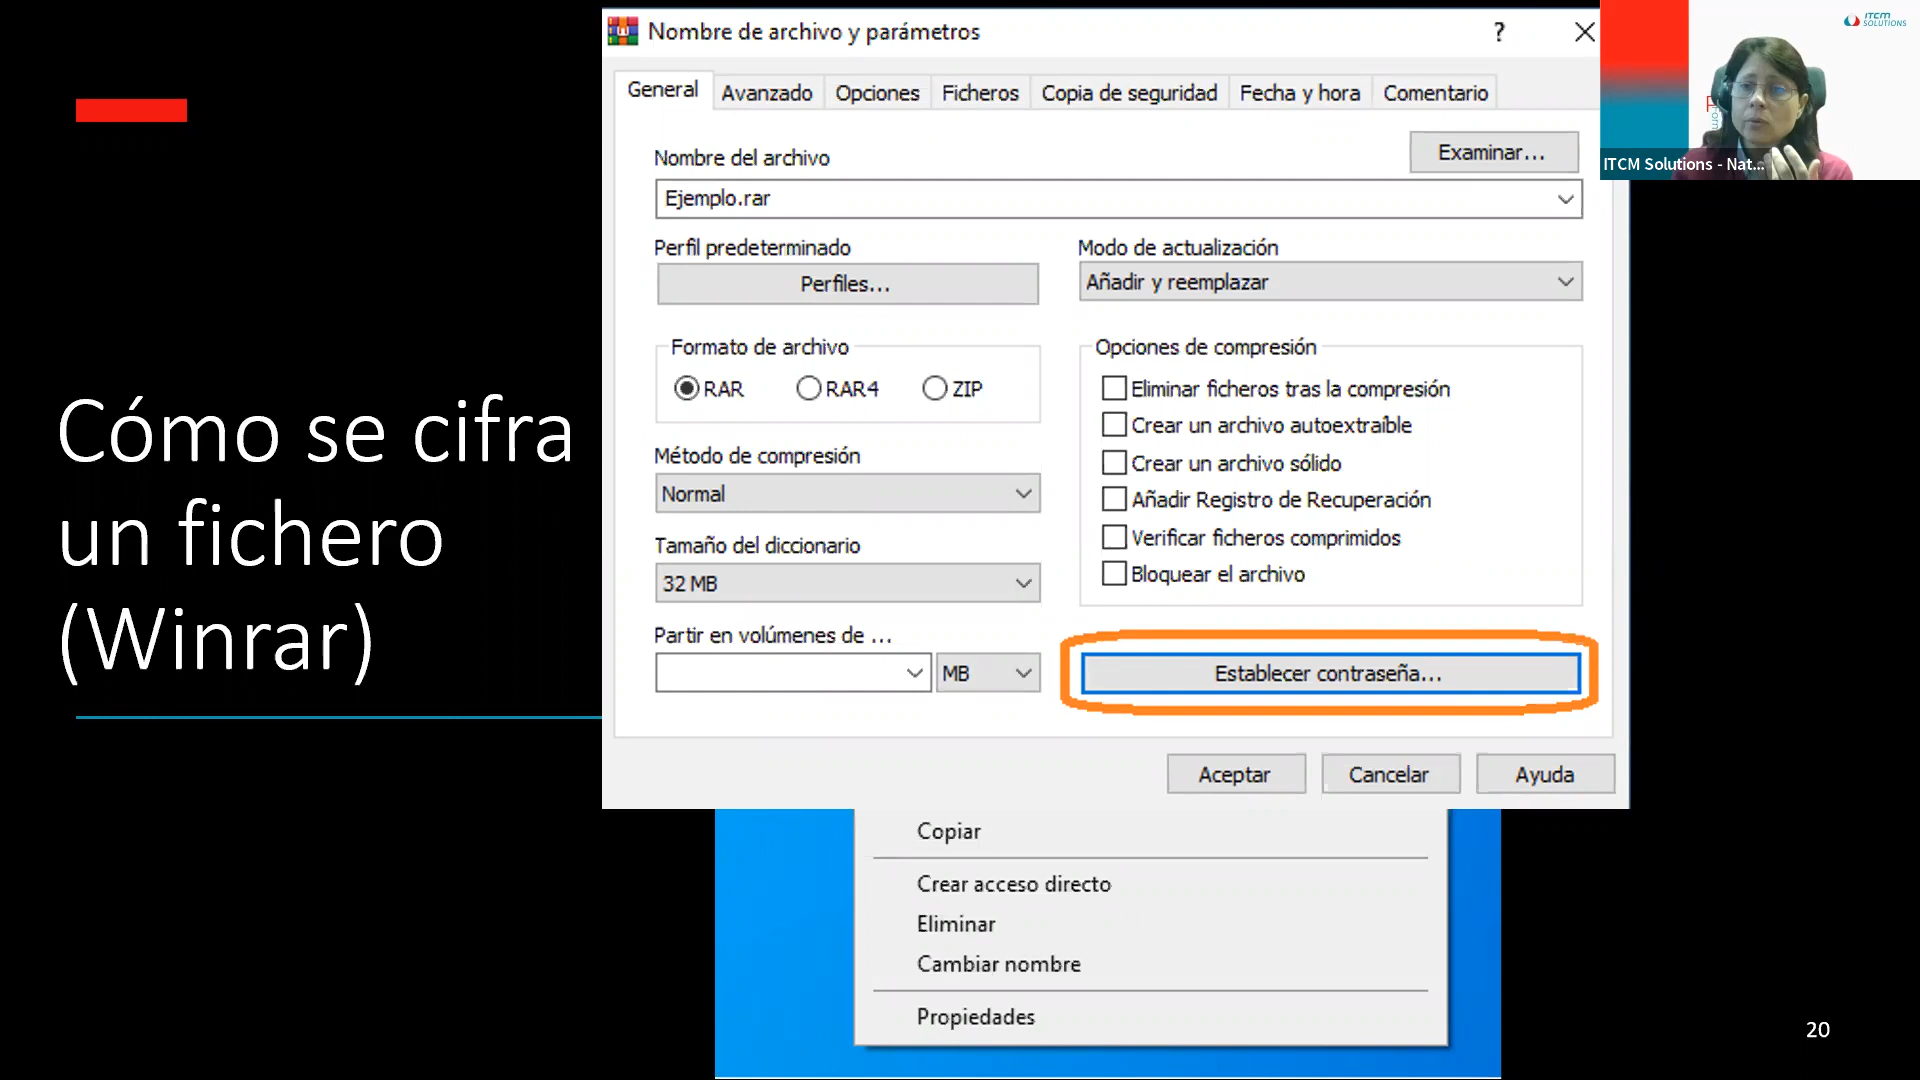 Nombre de archivo y parámetros
?
General
Avanzado
Opciones
Ficheros
Copia de seguridad
Fecha y hora
Comentario
Nombre del archivo
Examinar...
Ejemplo.rar
Perfil predeterminado
Perfiles...
Modo de actualización
Añadir y reemplazar
Formato de archivo
RAR
RAR4
ZIP
Opciones de compresión
Eliminar ficheros tras la compresión
Crear un archivo autoextraíble
Crear un archivo sólido
Añadir Registro de Recuperación
Verificar ficheros comprimidos
Bloquear el archivo
Método de compresión
Normal
Tamaño del diccionario
32 MB
Partir en volúmenes de ...
MB
Establecer contraseña...
Aceptar
Cancelar
Ayuda
Cómo se cifra
un fichero
(Winrar)
Copiar
Crear acceso directo
Eliminar
Cambiar nombre
Propiedades
20
ITCM
SOLUTIONS
ITCM Solutions - Nat...